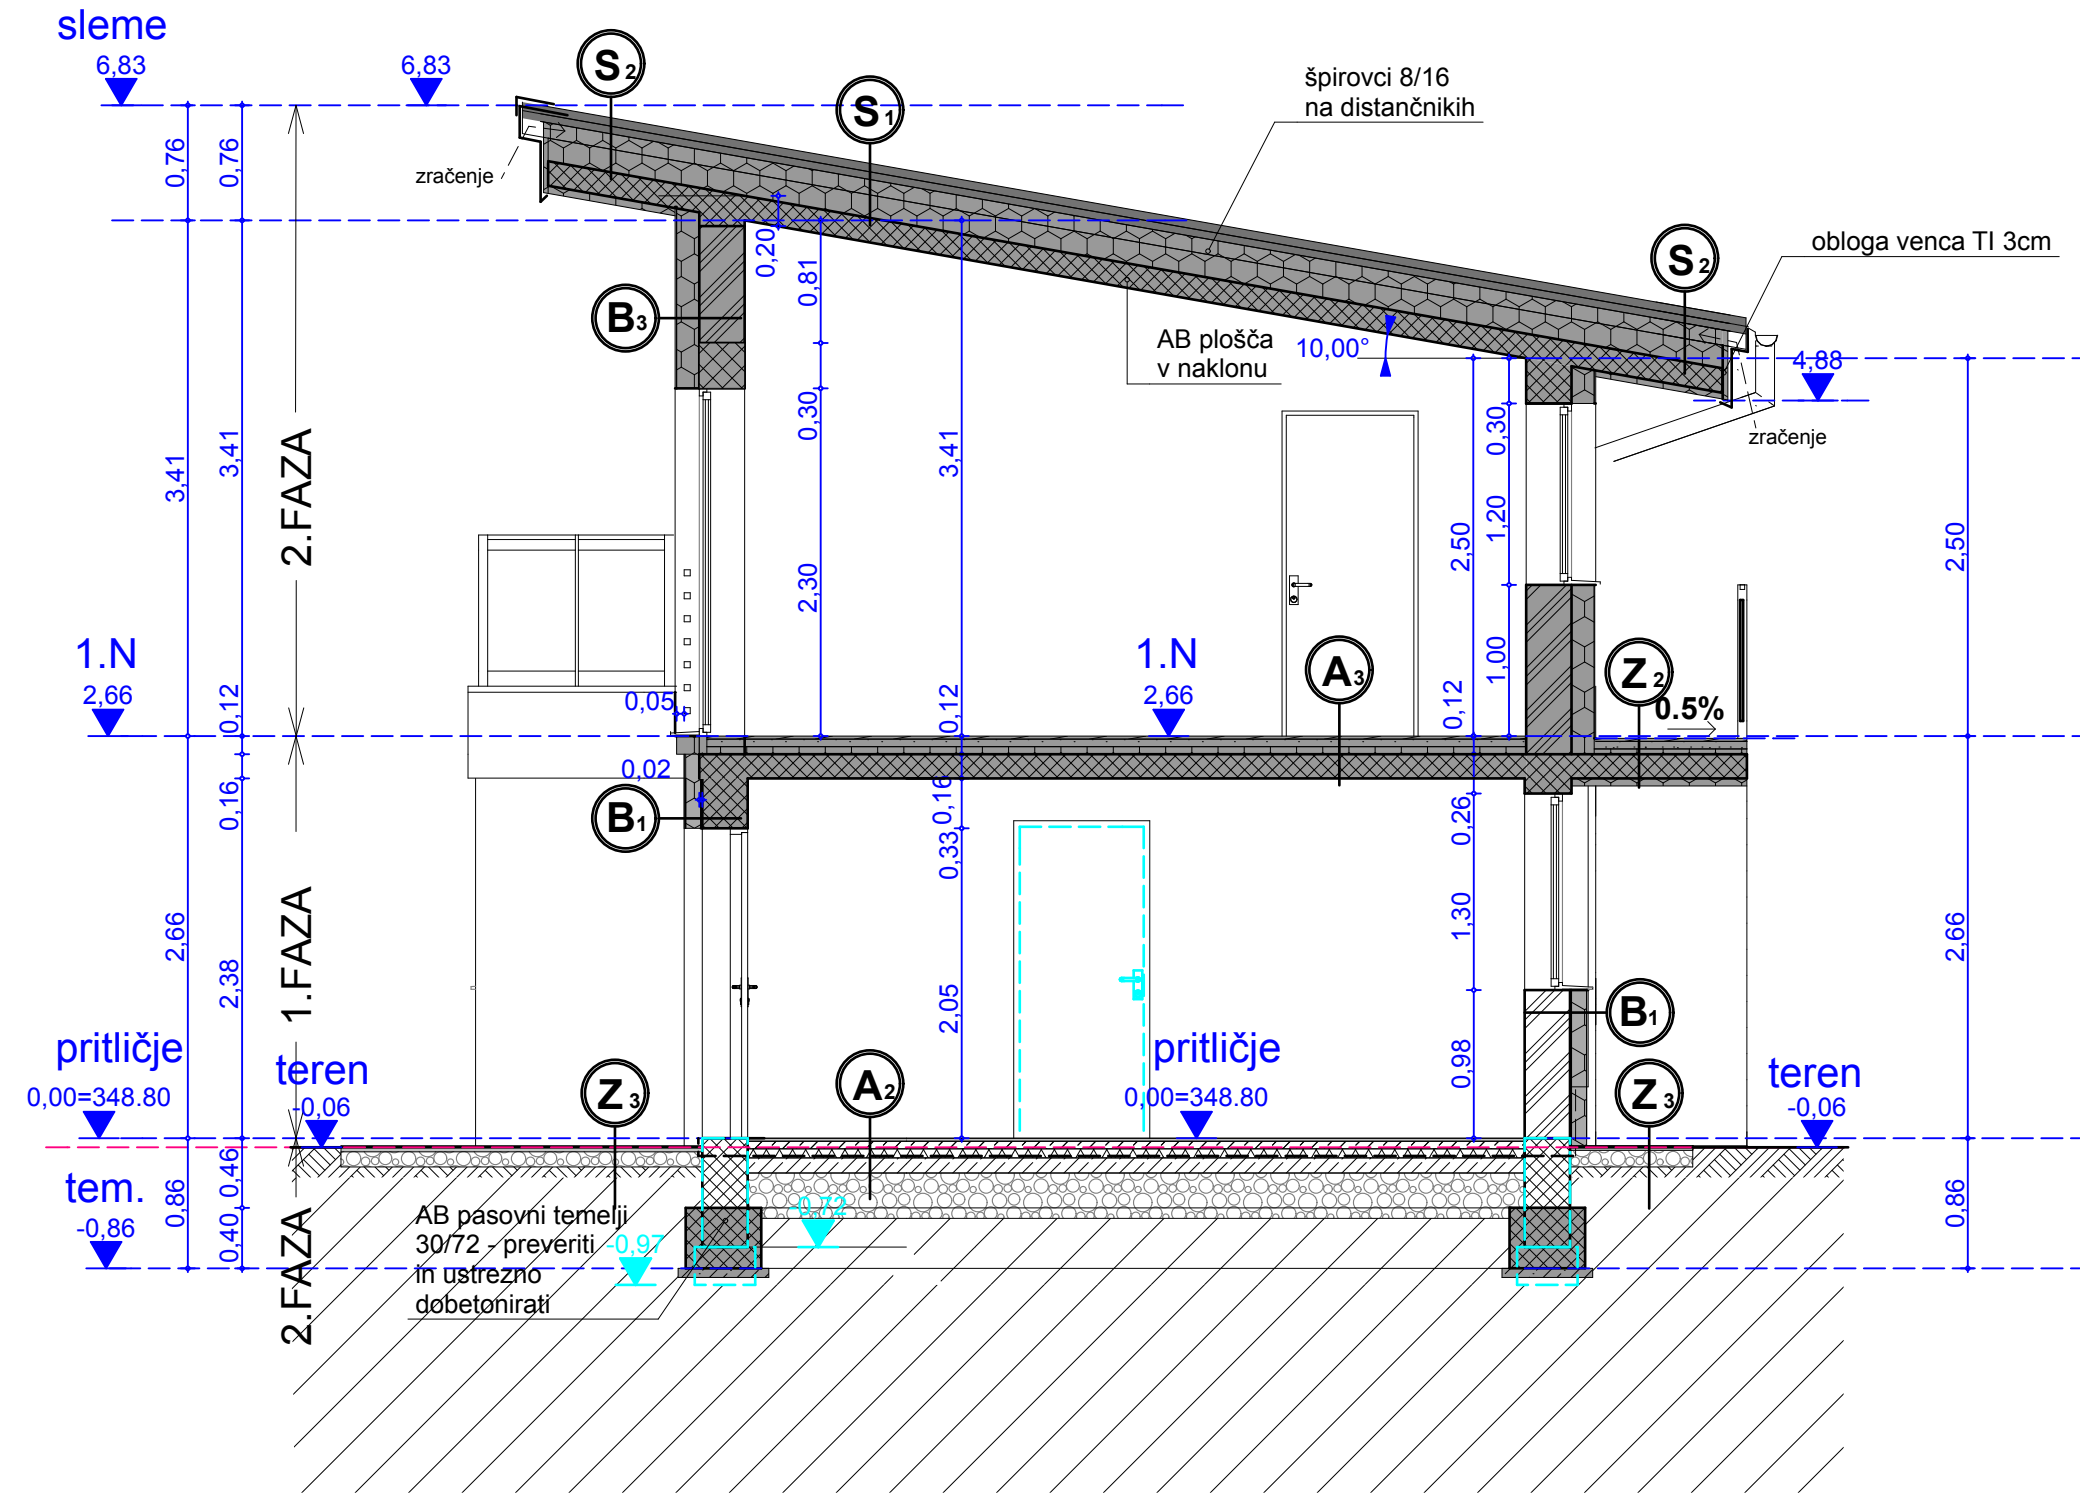 sleme
6,83
6,83
S2
S1
špirovci 8/16
na distančnikih
zračenje
0,76
0,76
0,20
0,81
S2
obloga venca TI 3cm
B3
AB plošča
v naklonu
10,00°
4,88
zračenje
0,30
0,30
3,41
3,41
3,41
2.FAZA
2,30
2,50
1,20
2,50
1.N
2,66
1.N
2,66
A3
1,00
Z2
0.5%
0,05
0,12
0,12
0,12
0,02
0,16
0,16
B1
0,33
0,26
2,66
2,38
1.FAZA
2,05
1,30
2,66
0,98
B1
pritličje
0,00=348.80
teren
-0,06
Z3
A2
pritličje
0,00=348.80
Z3
teren
-0,06
tem.
-0,86
0,86
0,46
0,40
2.FAZA
AB pasovni temelji
30/72 - preveriti
in ustrezno
dobetonirati
-0,97
-0,72
0,86